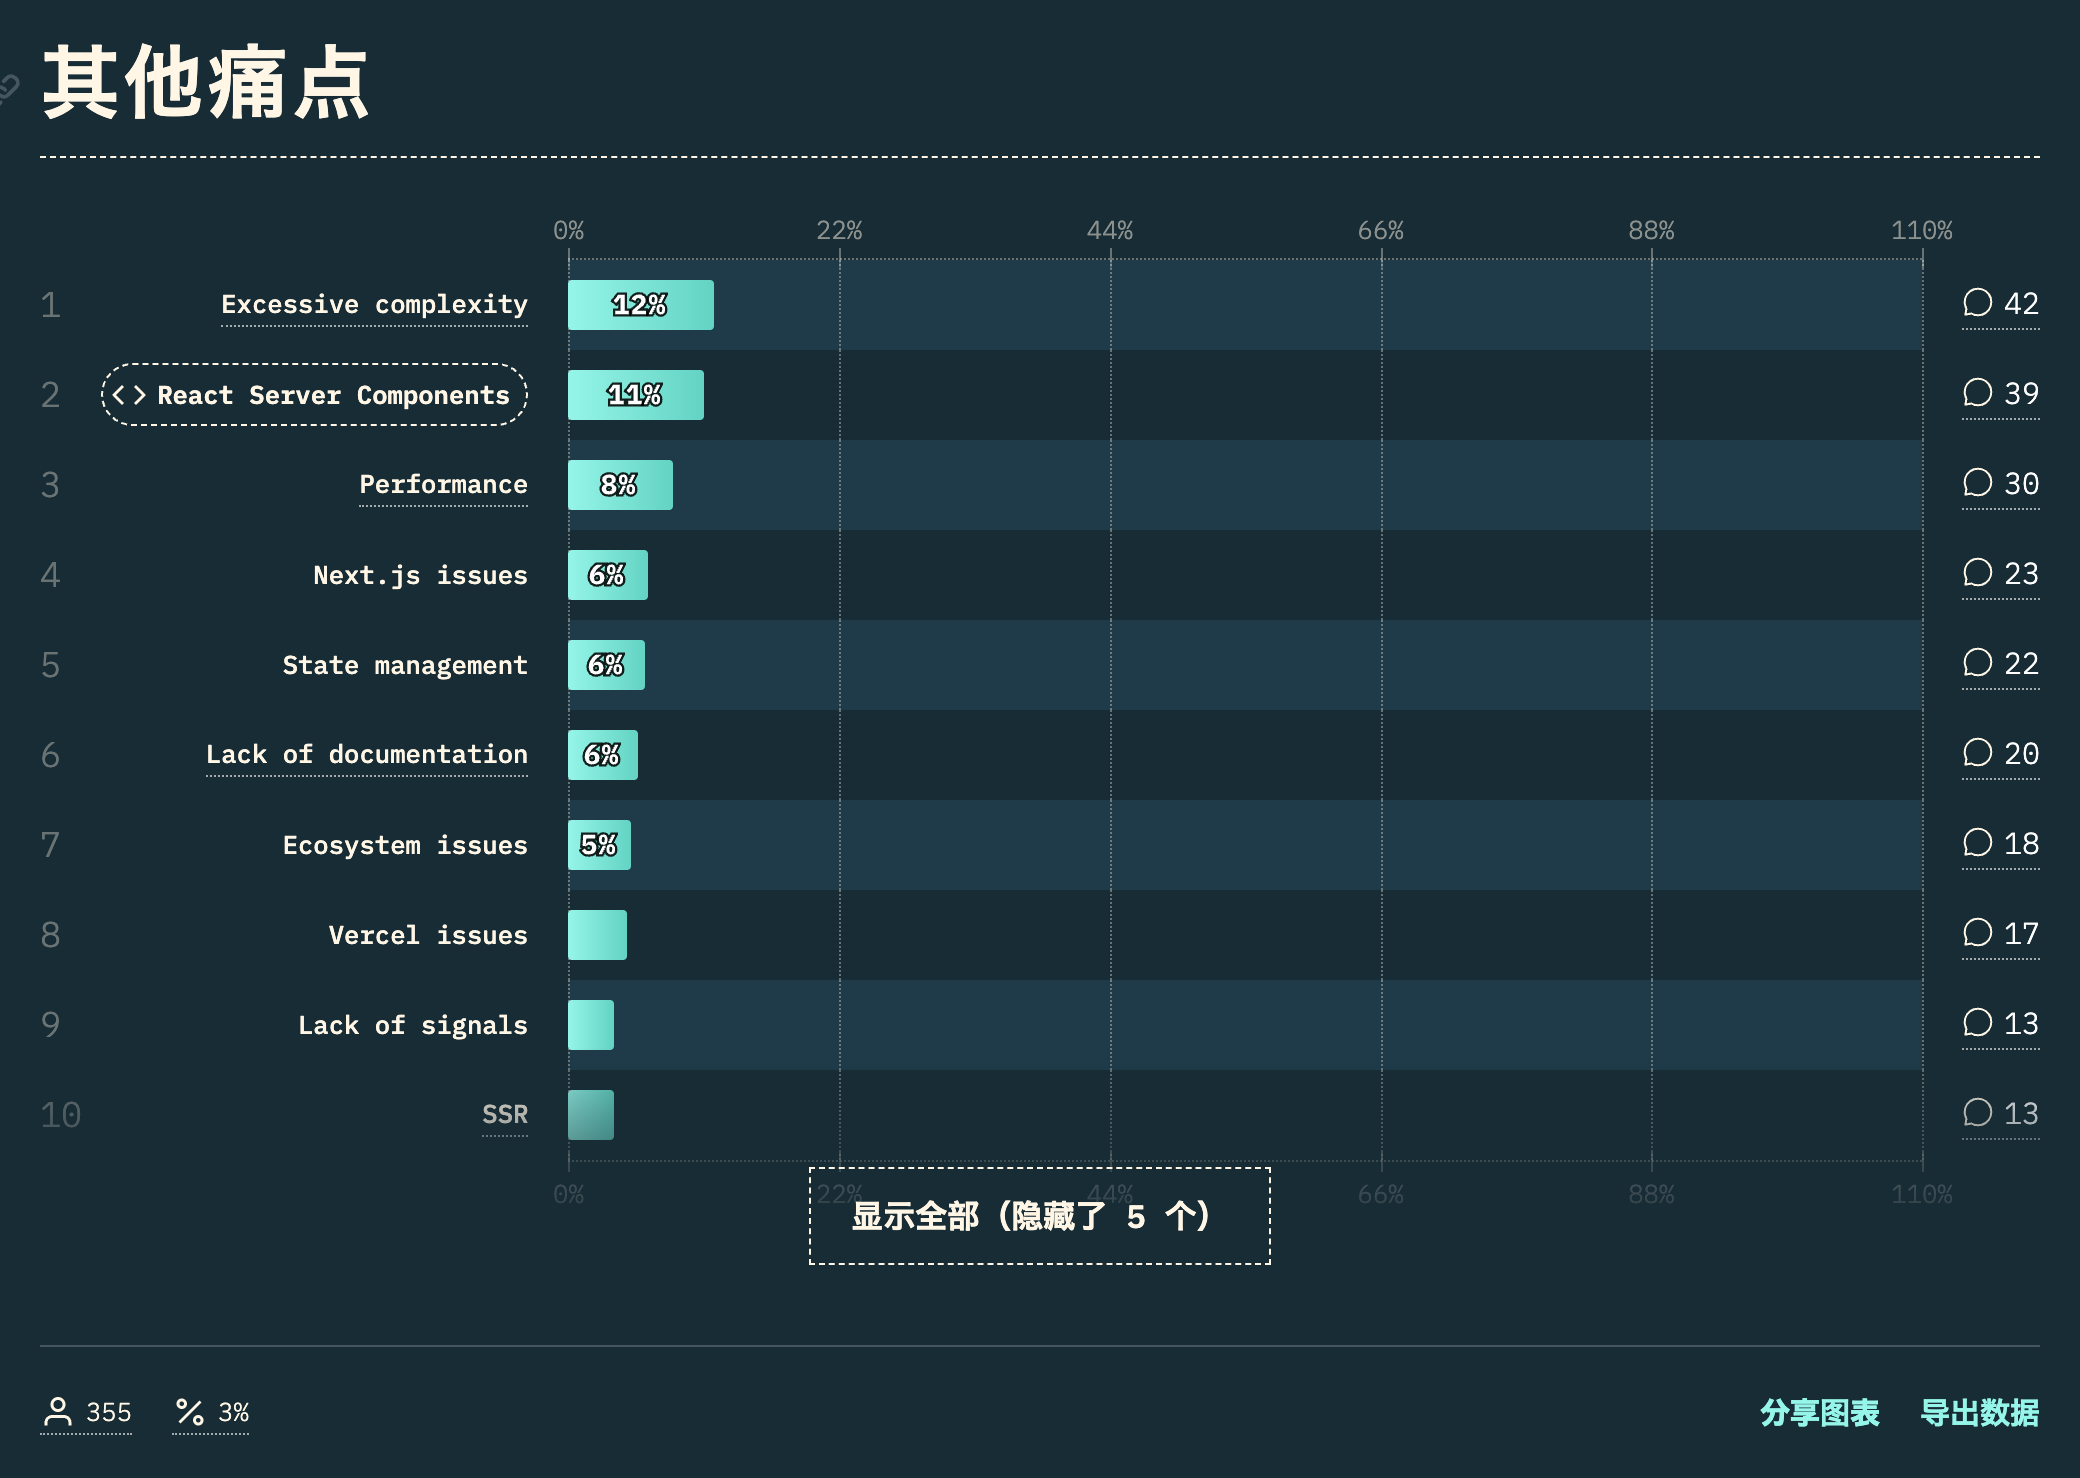 其他痛点
0% 22% 44% 66% 88% 110%
1 Excessive complexity 12% 42
2 <> React Server Components 11% 39
3 Performance 8% 30
4 Next.js issues 6% 23
5 State management 6% 22
6 Lack of documentation 6% 20
7 Ecosystem issues 5% 18
8 Vercel issues 17
9 Lack of signals 13
10 SSR 13
0% 22% 44% 66% 88% 110%
显示全部（隐藏了 5 个）
355 % 3% 分享图表 导出数据